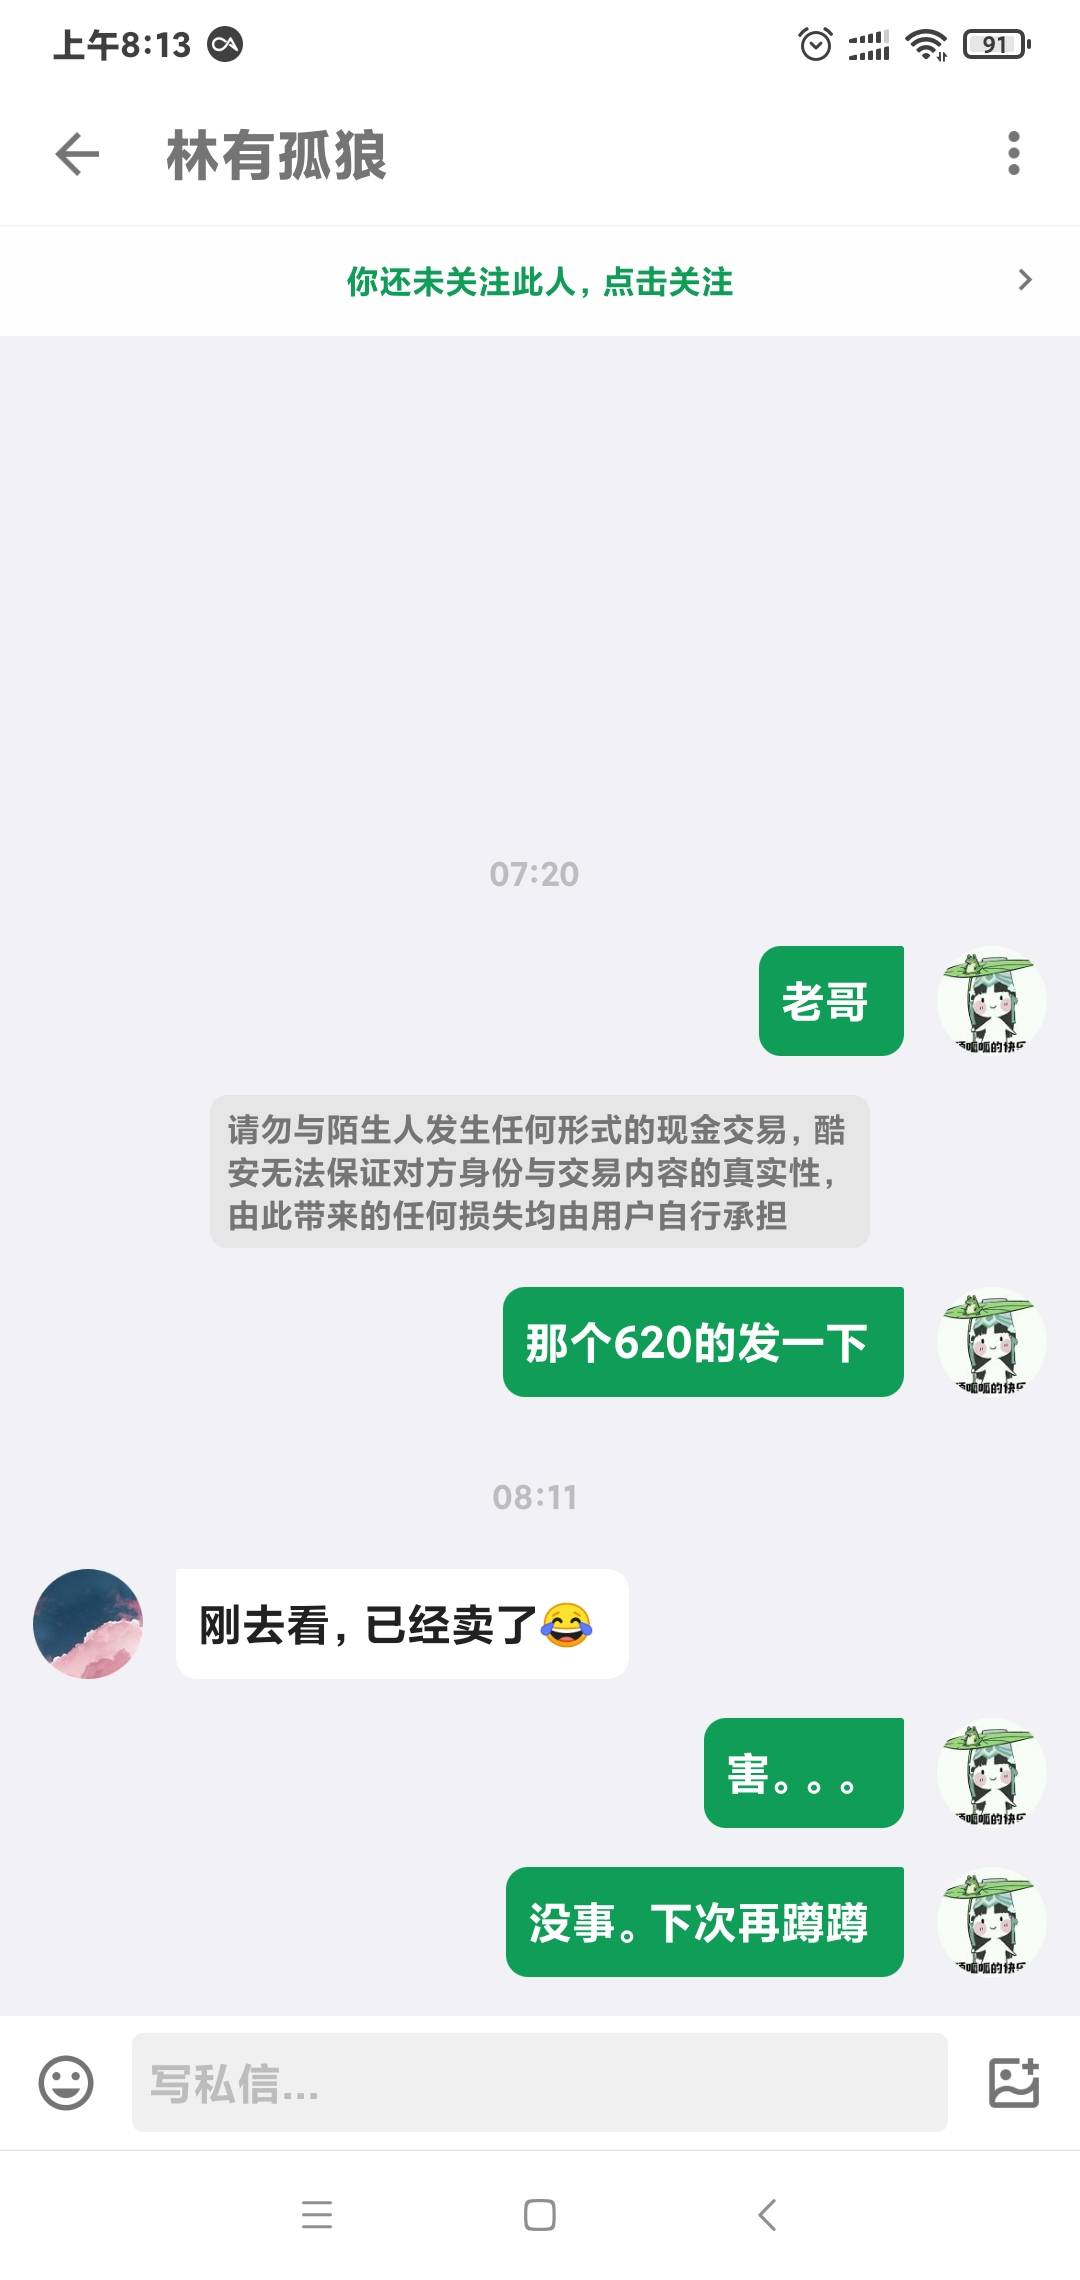 上午8:13
91
林有孤狼
你还未关注此人，点击关注
07:20
老哥
请勿与陌生人发生任何形式的现金交易，酷
安无法保证对方身份与交易内容的真实性，
由此带来的任何损失均由用户自行承担
那个620的发一下
08:11
刚去看，已经卖了😂
害。。。
没事。下次再蹲蹲
写私信...